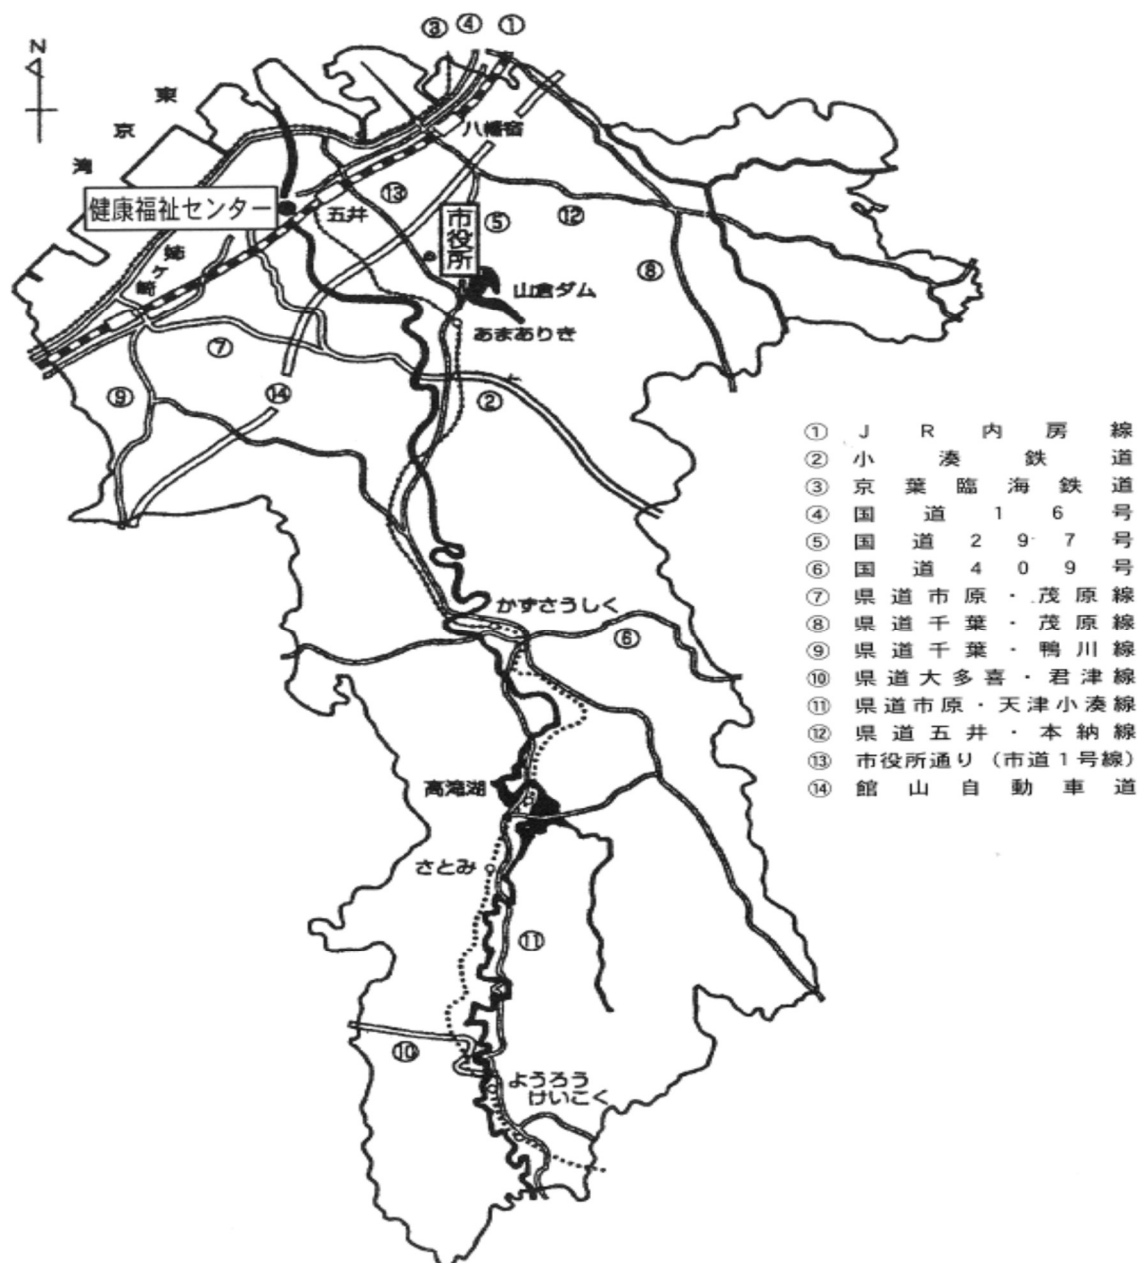 ③ ④ ①
N
東京湾
八幡宿
健康福祉センター
五井
⑬
市役所
⑤
⑫
⑧
姉ヶ崎
山倉ダム
あまありき
⑦
⑨
⑭
②
① JR内房線
② 小湊鉄道
③ 京葉臨海鉄道
④ 国道16号
⑤ 国道297号
⑥ 国道409号
⑦ 県道市原・茂原線
⑧ 県道千葉・茂原線
⑨ 県道千葉・鴨川線
⑩ 県道大多喜・君津線
⑪ 県道市原・天津小湊線
⑫ 県道五井・本納線
⑬ 市役所通り(市道1号線)
⑭ 館山自動車道
かずさうしく
⑥
高滝湖
さとみ
⑪
⑩
ようろう
けいこく